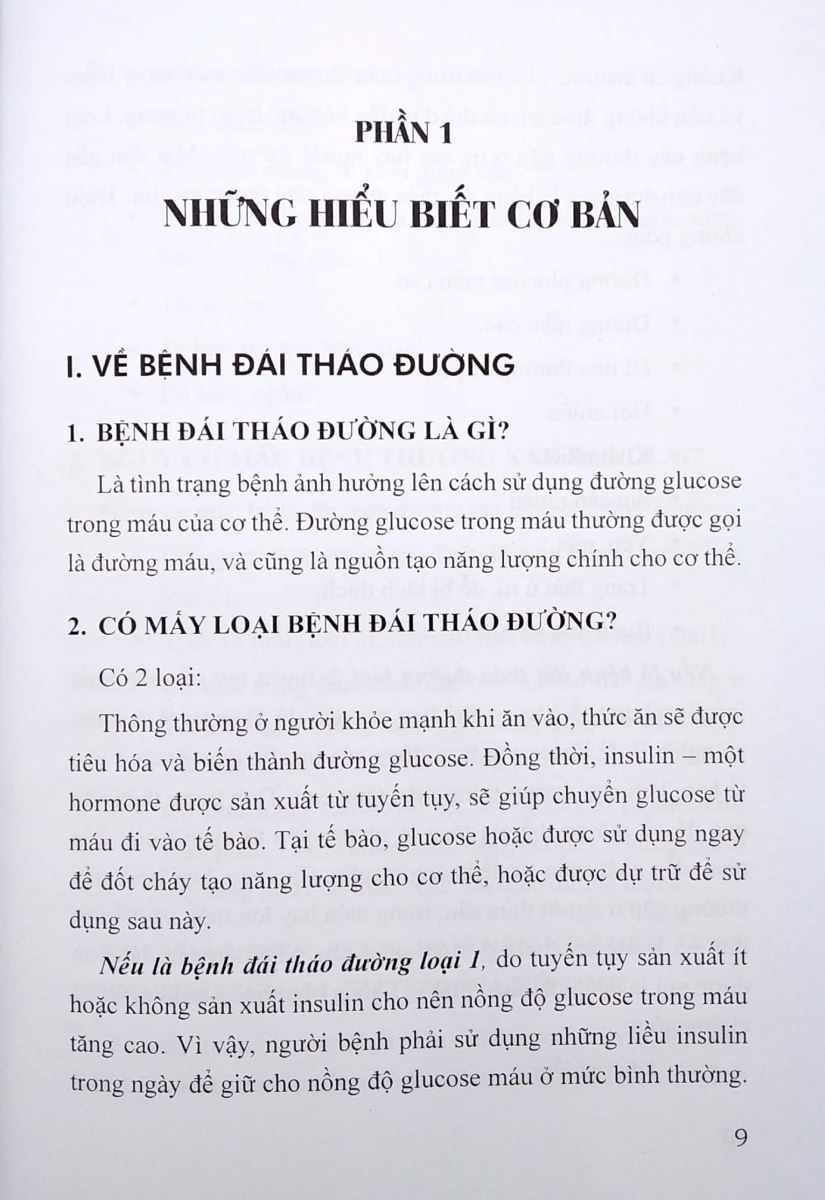 PHẦN 1
NHỮNG HIỂU BIẾT CƠ BẢN
I. VỀ BỆNH ĐÁI THÁO ĐƯỜNG
1. BỆNH ĐÁI THÁO ĐƯỜNG LÀ GÌ?
Là tình trạng bệnh ảnh hưởng lên cách sử dụng đường glucose
trong máu của cơ thể. Đường glucose trong máu thường được gọi
là đường máu, và cũng là nguồn tạo năng lượng chính cho cơ thể.
2. CÓ MẤY LOẠI BỆNH ĐÁI THÁO ĐƯỜNG?
Có 2 loại:
Thông thường ở người khỏe mạnh khi ăn vào, thức ăn sẽ được
tiêu hóa và biến thành đường glucose. Đồng thời, insulin – một
hormone được sản xuất từ tuyến tụy, sẽ giúp chuyển glucose từ
máu đi vào tế bào. Tại tế bào, glucose hoặc được sử dụng ngay
để đốt cháy tạo năng lượng cho cơ thể, hoặc được dự trữ để sử
dụng sau này.
Nếu là bệnh đái tháo đường loại 1, do tuyến tụy sản xuất ít
hoặc không sản xuất insulin cho nên nồng độ glucose trong máu
tăng cao. Vì vậy, người bệnh phải sử dụng những liều insulin
trong ngày để giữ cho nồng độ glucose máu ở mức bình thường.
9